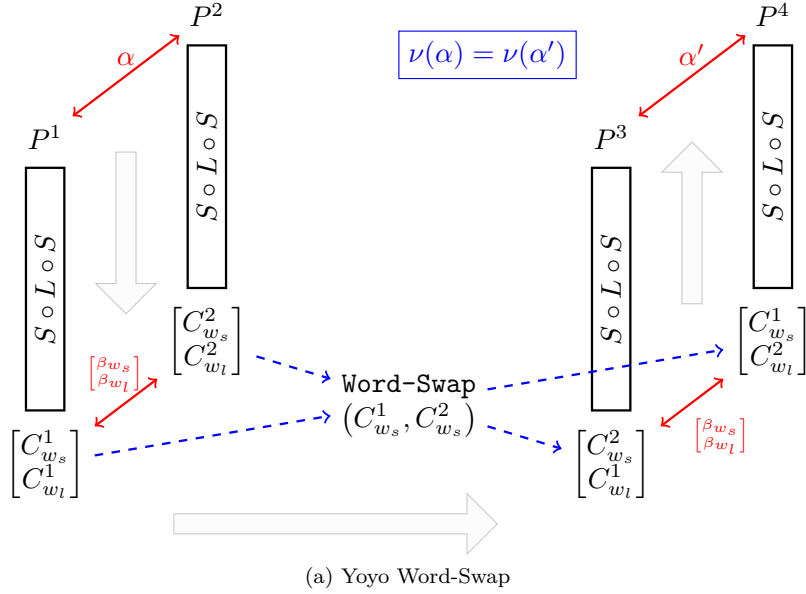 P^2
P^4
α
ν(α) = ν(α′)
α′
P^1
P^3
S ∘ L ∘ S
S ∘ L ∘ S
S ∘ L ∘ S
S ∘ L ∘ S
[C^2_{w_s}
C^2_{w_l}]
[C^1_{w_s}
C^2_{w_l}]
[β_{w_s}
β_{w_l}]
Word-Swap
(C^1_{w_s}, C^2_{w_s})
[β_{w_s}
β_{w_l}]
[C^1_{w_s}
C^1_{w_l}]
[C^2_{w_s}
C^1_{w_l}]
(a) Yoyo Word-Swap